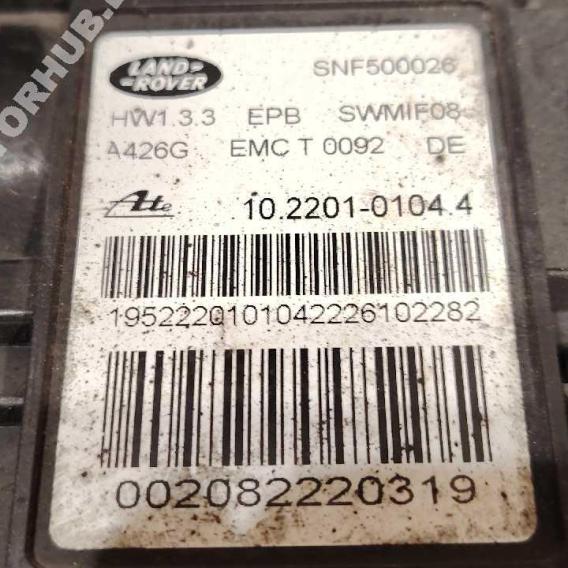 LAND ROVER
SNF500026
HW1.3.3 EPB SWMIF08
A426G EMC T 0092 DE
Ate 10.2201-0104.4
1952220101042226102282
002082220319